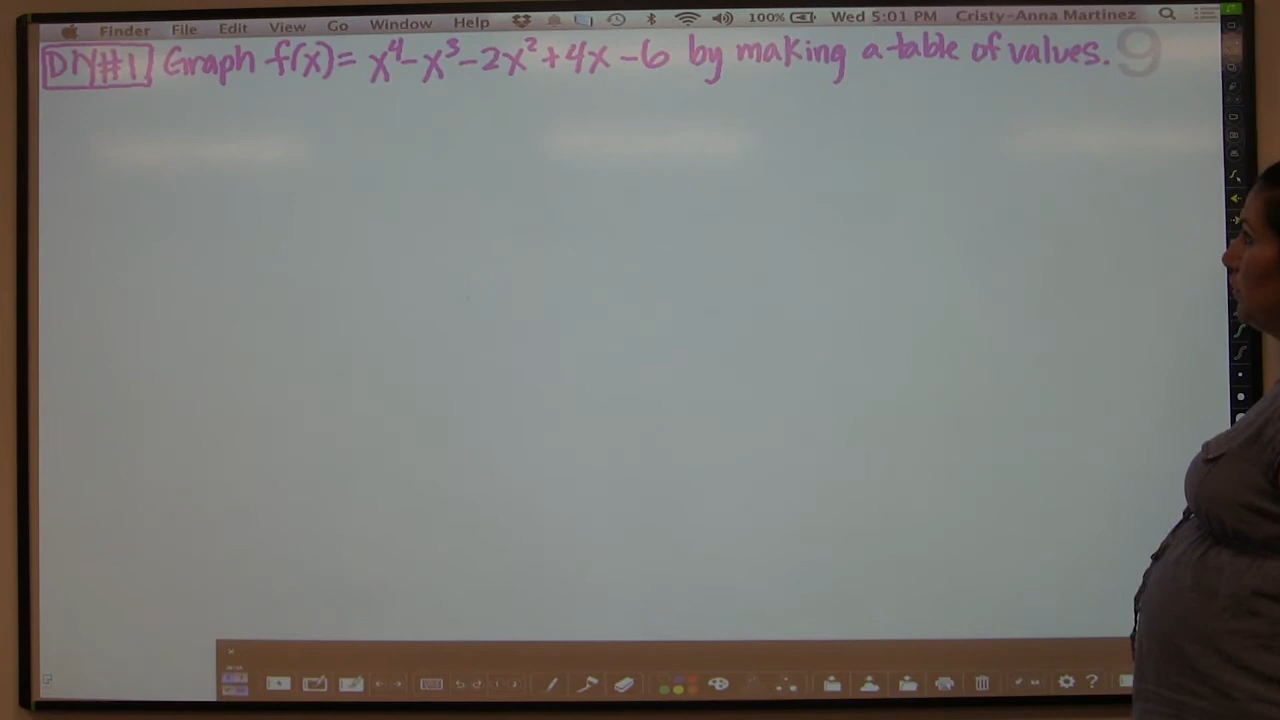 Finder File Edit View Go Window Help 100% Wed 5:01 PM Cristy-Anna Martinez
DIY#1 Graph f(x)= x⁴-x³-2x²+4x-6 by making a table of values. 9